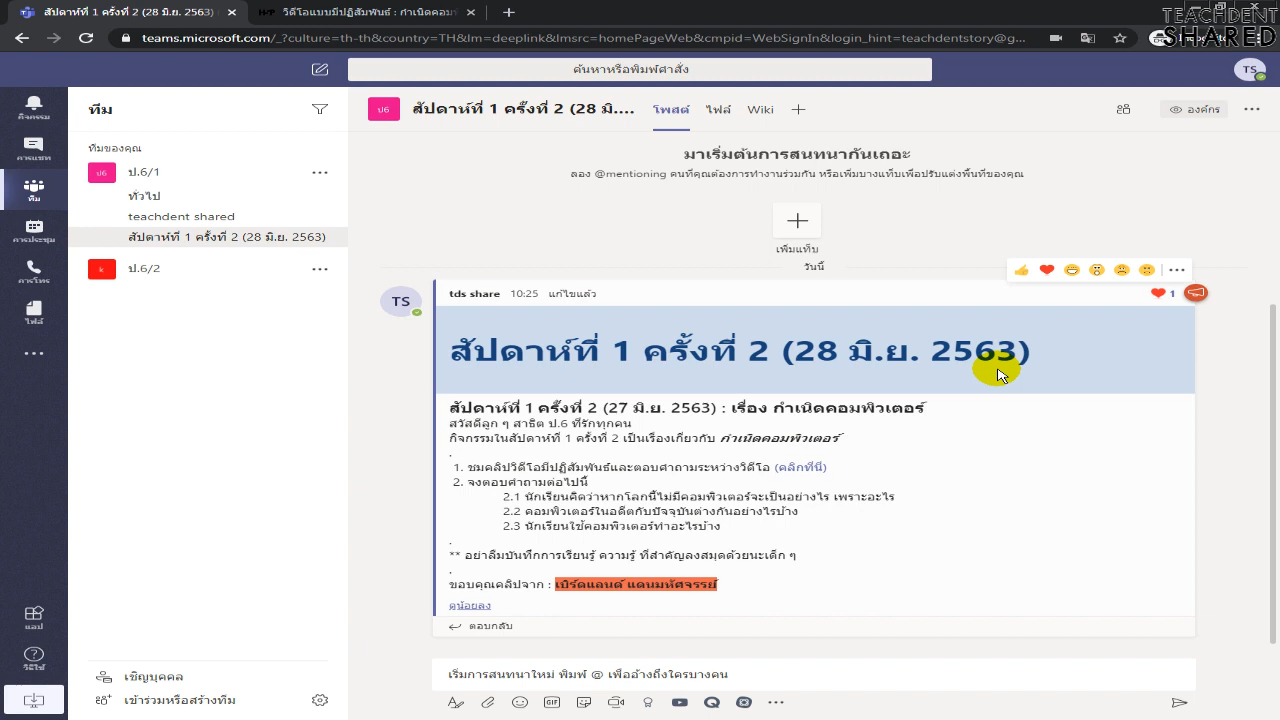 สัปดาห์ที่ 1 ครั้งที่ 2 (28 มิ.ย. 2563)
วิดีโอแบบมีปฏิสัมพันธ์ : กำเนิดคอม
TEACHDENT
SHARED
teams.microsoft.com/_?culture=th-th&country=TH&lm=deeplink&lmsrc=homePageWeb&cmpid=WebSignIn&login_hint=teachdentstory@g...
ค้นหาหรือพิมพ์คำสั่ง
TS
กิจกรรม
การแชท
ทีม
การประชุม
การโทร
ไฟล์
แอป
วิธีใช้
ทีม
ทีมของคุณ
ป6 ป.6/1
ทั่วไป
teachdent shared
สัปดาห์ที่ 1 ครั้งที่ 2 (28 มิ.ย. 2563)
k ป.6/2
เชิญบุคคล
เข้าร่วมหรือสร้างทีม
ป6 สัปดาห์ที่ 1 ครั้งที่ 2 (28 มิ.... โพสต์ ไฟล์ Wiki องค์กร
มาเริ่มต้นการสนทนากันเถอะ
ลอง @mentioning คนที่คุณต้องการทำงานร่วมกัน หรือเพิ่มบางแท็บเพื่อปรับแต่งพื้นที่ของคุณ
เพิ่มแท็บ
วันนี้
TS tds share 10:25 แก้ไขแล้ว 1
สัปดาห์ที่ 1 ครั้งที่ 2 (28 มิ.ย. 2563)
สัปดาห์ที่ 1 ครั้งที่ 2 (27 มิ.ย. 2563) : เรื่อง กำเนิดคอมพิวเตอร์
สวัสดีลูก ๆ สาธิต ป.6 ที่รักทุกคน
กิจกรรมในสัปดาห์ที่ 1 ครั้งที่ 2 เป็นเรื่องเกี่ยวกับ กำเนิดคอมพิวเตอร์
.
1. ชมคลิปวิดีโอมีปฏิสัมพันธ์และตอบคำถามระหว่างวีดีโอ (คลิกที่นี่)
2. จงตอบคำถามต่อไปนี้
2.1 นักเรียนคิดว่าหากโลกนี้ไม่มีคอมพิวเตอร์จะเป็นอย่างไร เพราะอะไร
2.2 คอมพิวเตอร์ในอดีตกับปัจจุบันต่างกันอย่างไรบ้าง
2.3 นักเรียนใช้คอมพิวเตอร์ทำอะไรบ้าง
.
** อย่าลืมบันทึกการเรียนรู้ ความรู้ ที่สำคัญลงสมุดด้วยนะเด็ก ๆ
.
ขอบคุณคลิปจาก : เบิร์ดแลนด์ แดนมหัศจรรย์
ดูน้อยลง
ตอบกลับ
เริ่มการสนทนาใหม่ พิมพ์ @ เพื่ออ้างถึงใครบางคน
GIF